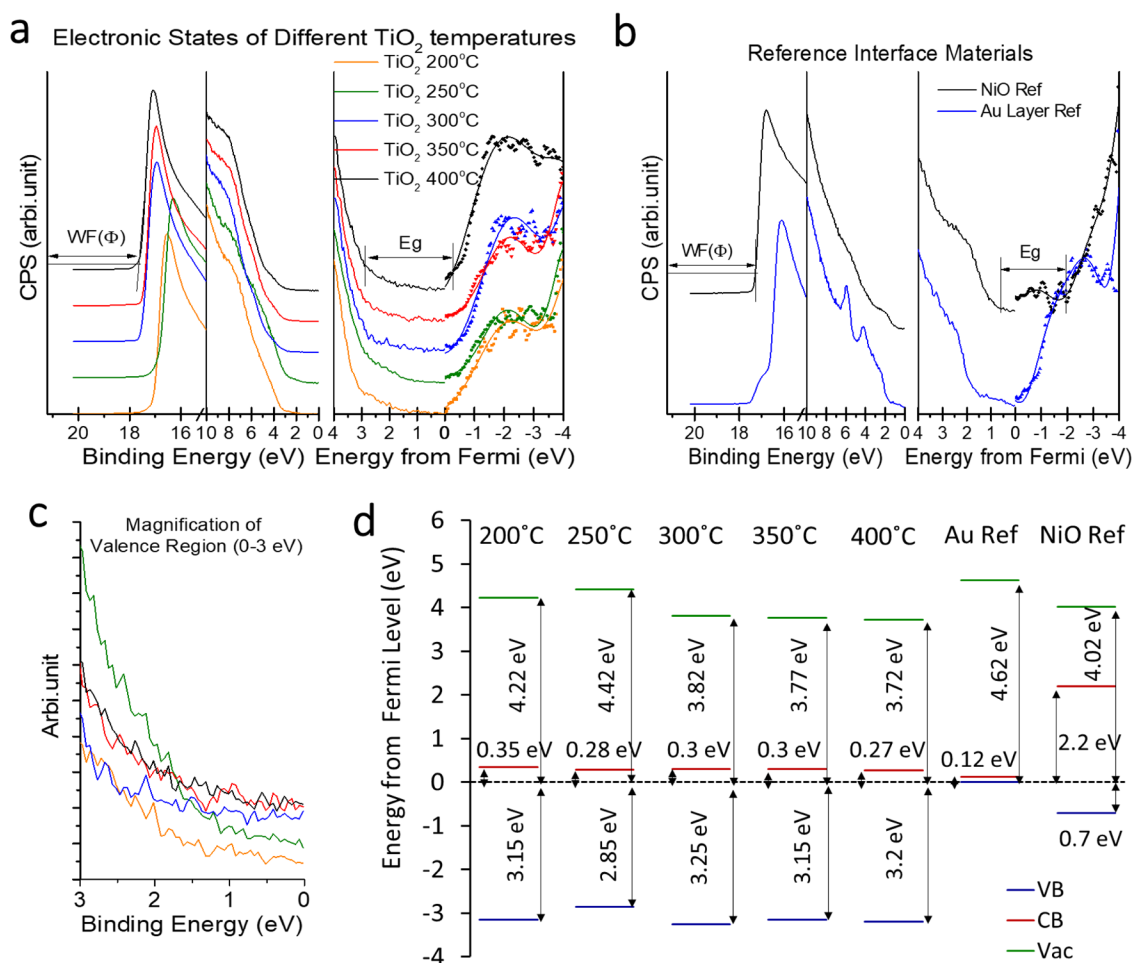 a
Electronic States of Different TiO2 temperatures
TiO2 200°C
TiO2 250°C
TiO2 300°C
TiO2 350°C
TiO2 400°C
CPS (arbi.unit)
WF(Φ)
Eg
20 17 16 10 8 6 4 2 0
4 3 2 1 0 -1 -2 -3 -4
Binding Energy (eV)
Energy from Fermi (eV)
b
Reference Interface Materials
NiO Ref
Au Layer Ref
CPS (arbi.unit)
WF(Φ)
Eg
20 17 16 10 8 6 4 2 0
4 3 2 1 0 -1 -2 -3 -4
Binding Energy (eV)
Energy from Fermi (eV)
c
Magnification of
Valence Region (0-3 eV)
Arbi.unit
3 2 1 0
Binding Energy (eV)
d
Energy from Fermi Level (eV)
6
5
4
3
2
1
0
-1
-2
-3
-4
200˚C 250˚C 300˚C 350˚C 400˚C Au Ref NiO Ref
4.22 eV 4.42 eV 3.82 eV 3.77 eV 3.72 eV 4.62 eV 4.02 eV
0.35 eV 0.28 eV 0.3 eV 0.3 eV 0.27 eV 0.12 eV 2.2 eV
3.15 eV 2.85 eV 3.25 eV 3.15 eV 3.2 eV 0.7 eV
VB
CB
Vac